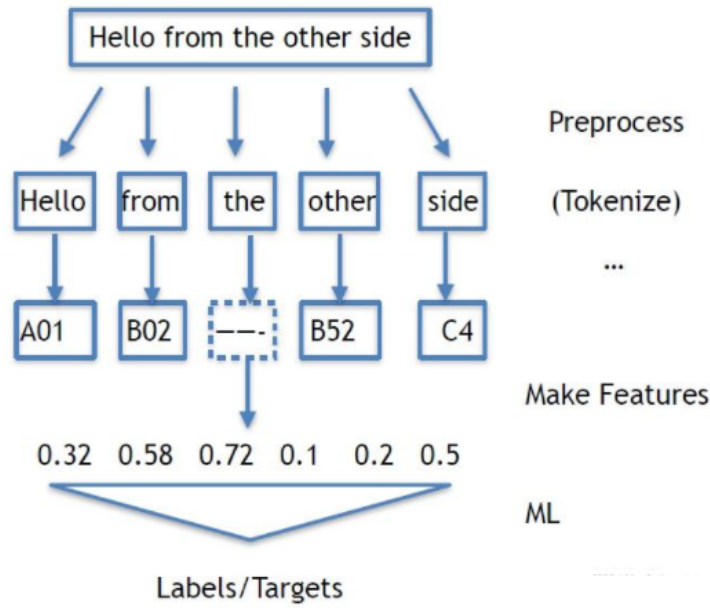 Hello from the other side
Preprocess
Hello from the other side (Tokenize)
...
A01 B02 ——- B52 C4
Make Features
0.32 0.58 0.72 0.1 0.2 0.5
ML
Labels/Targets